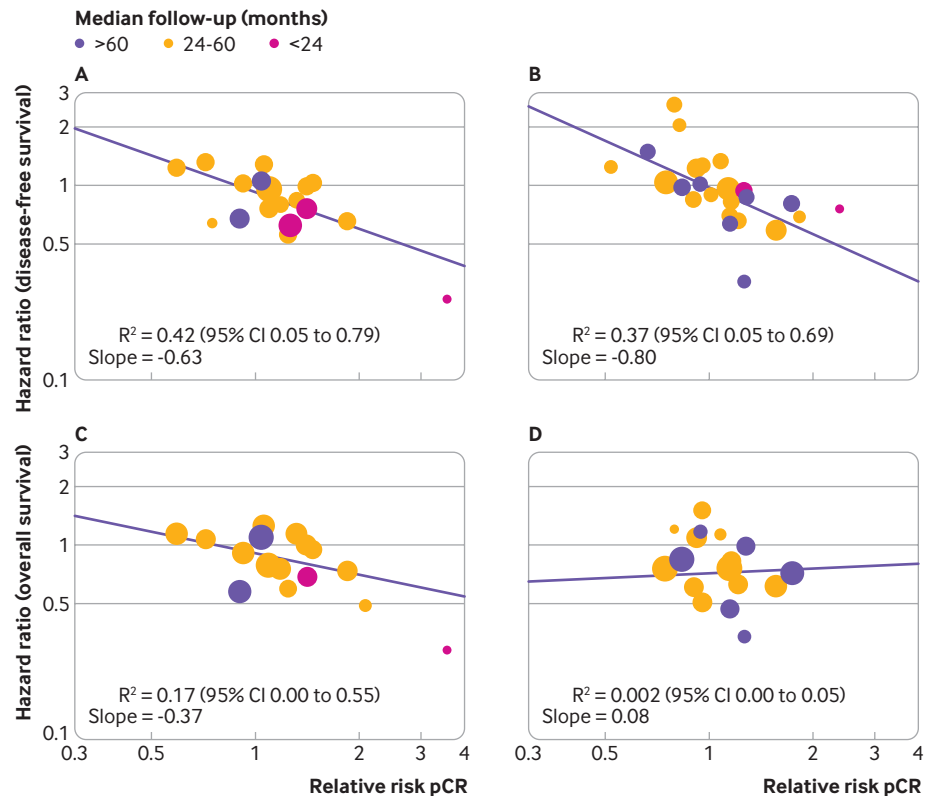 Median follow-up (months)
>60 24-60 <24
A
Hazard ratio (disease-free survival)
3
2
1
0.5
0.1
R² = 0.42 (95% CI 0.05 to 0.79)
Slope = -0.63
B
R² = 0.37 (95% CI 0.05 to 0.69)
Slope = -0.80
C
Hazard ratio (overall survival)
3
2
1
0.5
0.1
R² = 0.17 (95% CI 0.00 to 0.55)
Slope = -0.37
0.3 0.5 1 2 3 4
Relative risk pCR
D
R² = 0.002 (95% CI 0.00 to 0.05)
Slope = 0.08
0.3 0.5 1 2 3 4
Relative risk pCR